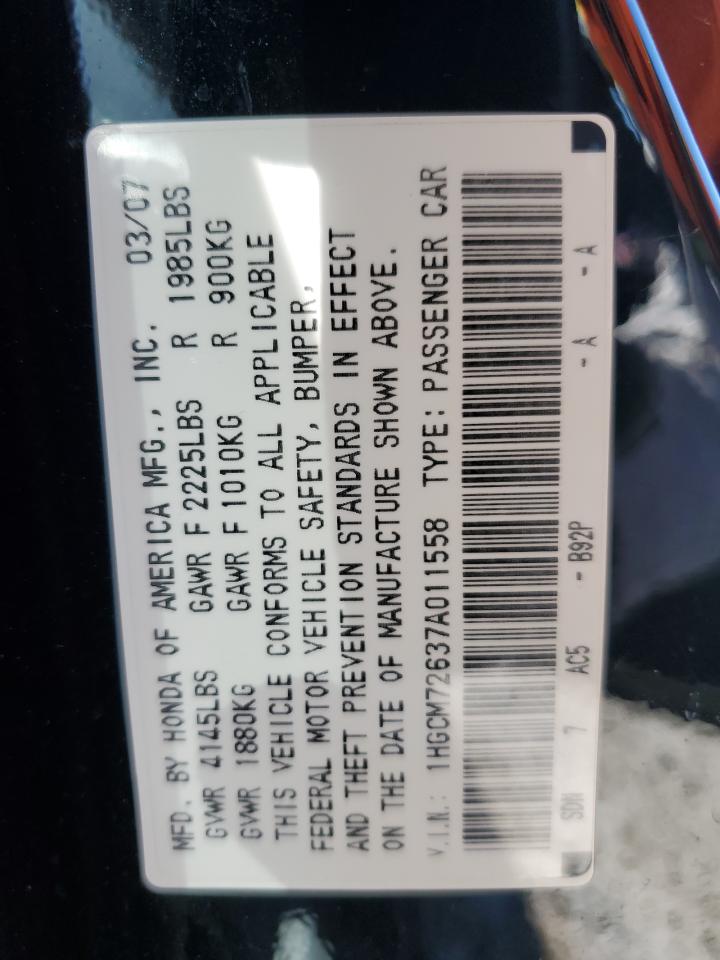 MFD. BY HONDA OF AMERICA MFG., INC. 03/07
GVWR 4145LBS GAWR F 2225LBS R 1985LBS
GVWR 1880KG GAWR F 1010KG R 900KG
THIS VEHICLE CONFORMS TO ALL APPLICABLE
FEDERAL MOTOR VEHICLE SAFETY, BUMPER,
AND THEFT PREVENTION STANDARDS IN EFFECT
ON THE DATE OF MANUFACTURE SHOWN ABOVE.
V.I.N.: 1HGCM72637A011558 TYPE: PASSENGER CAR
SDN 7 AC5 - B92P - A - A